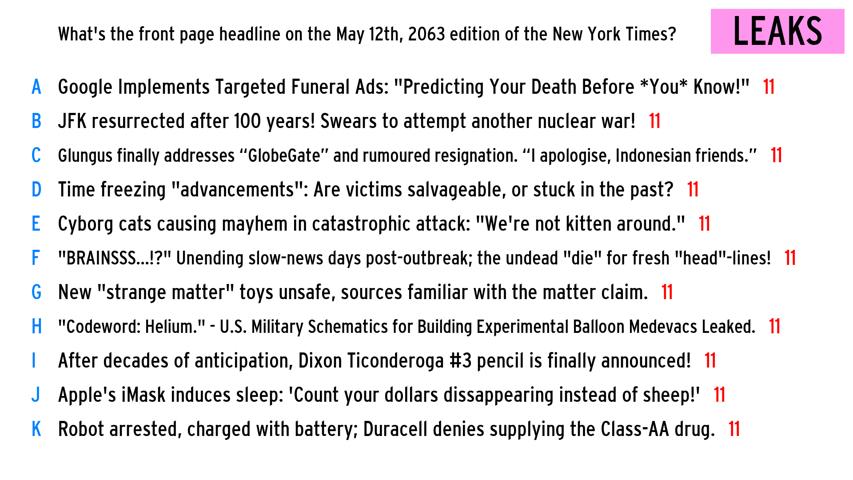 What's the front page headline on the May 12th, 2063 edition of the New York Times? LEAKS
A Google Implements Targeted Funeral Ads: "Predicting Your Death Before *You* Know!" 11
B JFK resurrected after 100 years! Swears to attempt another nuclear war! 11
C Glungus finally addresses “GlobeGate” and rumoured resignation. “I apologise, Indonesian friends.” 11
D Time freezing "advancements": Are victims salvageable, or stuck in the past? 11
E Cyborg cats causing mayhem in catastrophic attack: "We're not kitten around." 11
F "BRAINSSS...!?" Unending slow-news days post-outbreak; the undead "die" for fresh "head"-lines! 11
G New "strange matter" toys unsafe, sources familiar with the matter claim. 11
H "Codeword: Helium." - U.S. Military Schematics for Building Experimental Balloon Medevacs Leaked. 11
I After decades of anticipation, Dixon Ticonderoga #3 pencil is finally announced! 11
J Apple's iMask induces sleep: 'Count your dollars dissappearing instead of sheep!' 11
K Robot arrested, charged with battery; Duracell denies supplying the Class-AA drug. 11